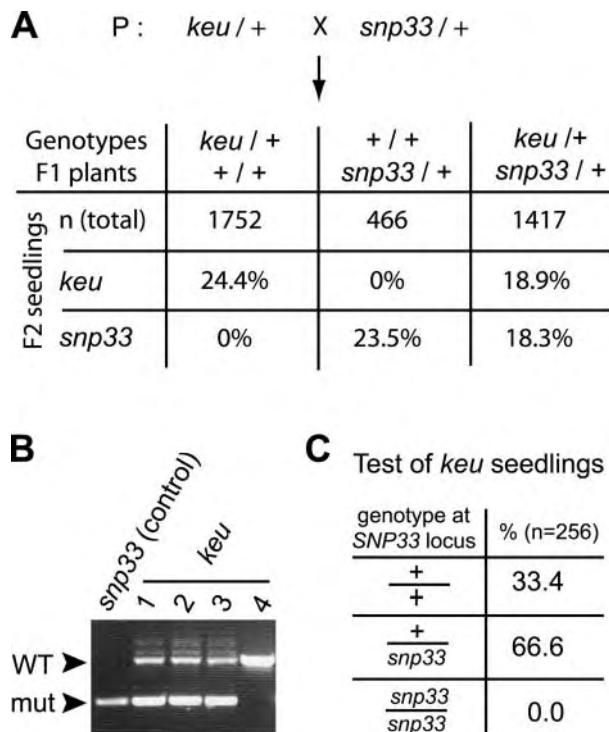 A
P : keu / + X snp33 / +
Genotypes F1 plants
keu / + + / +
+ / + snp33 / +
keu /+ snp33 / +
F2 seedlings
n (total) 1752 466 1417
keu 24.4% 0% 18.9%
snp33 0% 23.5% 18.3%
B
snp33 (control)
keu
1 2 3 4
WT
mut
C
Test of keu seedlings
genotype at SNP33 locus
% (n=256)
+ / + 33.4
+ / snp33 66.6
snp33 / snp33 0.0